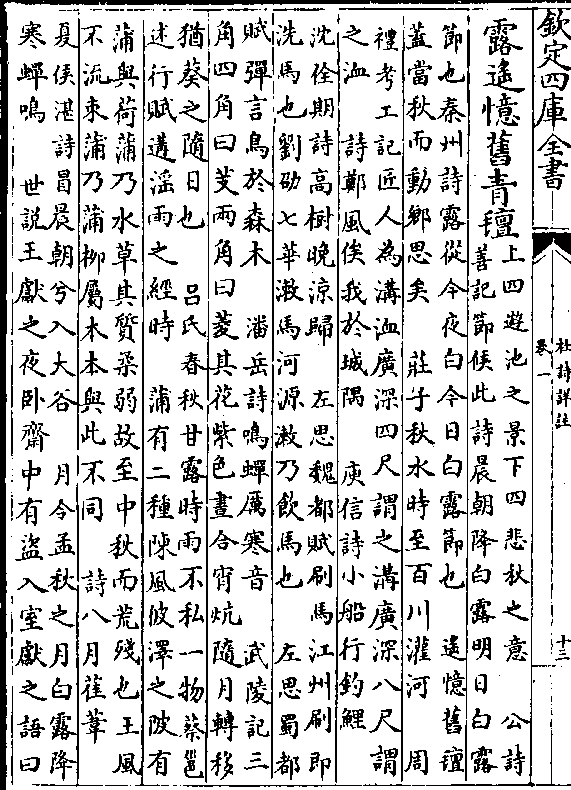 欽定四庫全書
杜詩詳註
卷一
十三
露遙憶舊青氊
上四遊池之景下四悲秋之意 公詩
善記節候此詩晨朝降白露明日白露
節也秦州詩露從今夜白今日白露節也 遙憶舊氊
蓋當秋而動鄉思矣 莊子秋水時至百川灌河 周
禮考工記匠人為溝洫廣深四尺謂之溝廣深八尺謂
之洫 詩鄭風俟我於城隅 庾信詩小船行釣鯉
沈佺期詩高樹晚涼歸 左思魏都賦刷馬江州刷即
洗馬也劉劭七華漱馬河源漱乃飲馬也 左思蜀都
賦彈言鳥於森木 潘岳詩鳴蟬厲寒音 武陵記三
角四角曰芰兩角曰菱其花紫色晝合宵炕隨月轉移
猶葵之隨日也 呂氏春秋甘露時雨不私一物蔡邕
述行賦遘淫雨之經時 蒲有二種陳風彼澤之陂有
蒲與荷蒲乃水草其質柔弱故至中秋而荒殘也王風
不流束蒲乃蒲柳屬木本與此不同 詩八月萑葦
夏侯湛詩冒晨朝兮入大谷 月令孟秋之月白露降
寒蟬鳴 世說王獻之夜卧齋中有盜入室獻之語曰